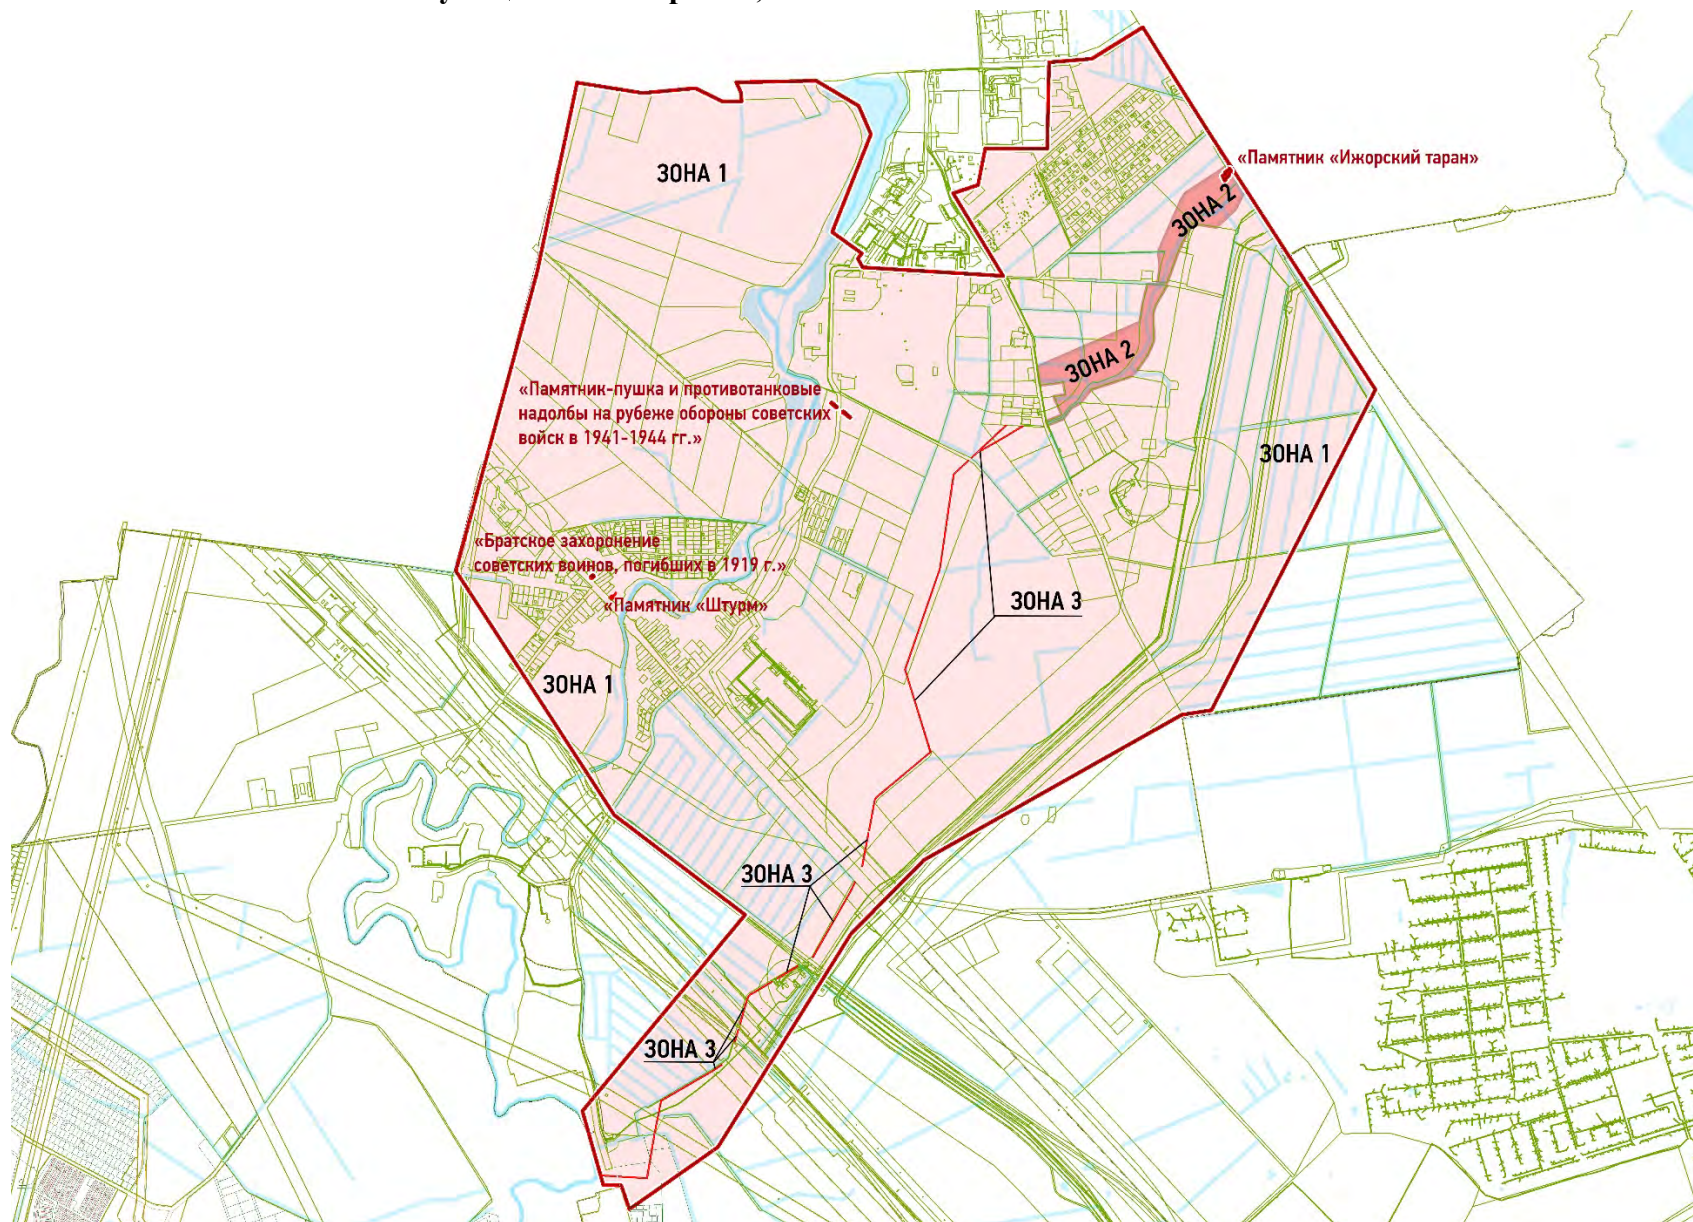 ЗОНА 1
«Памятник «Ижорский таран»
ЗОНА 2
ЗОНА 2
«Памятник-пушка и противотанковые
надолбы на рубеже обороны советских
войск в 1941-1944 гг.»
ЗОНА 1
«Братское захоронение
советских воинов, погибших в 1919 г.»
«Памятник «Штурм»
ЗОНА 3
ЗОНА 1
ЗОНА 3
ЗОНА 3